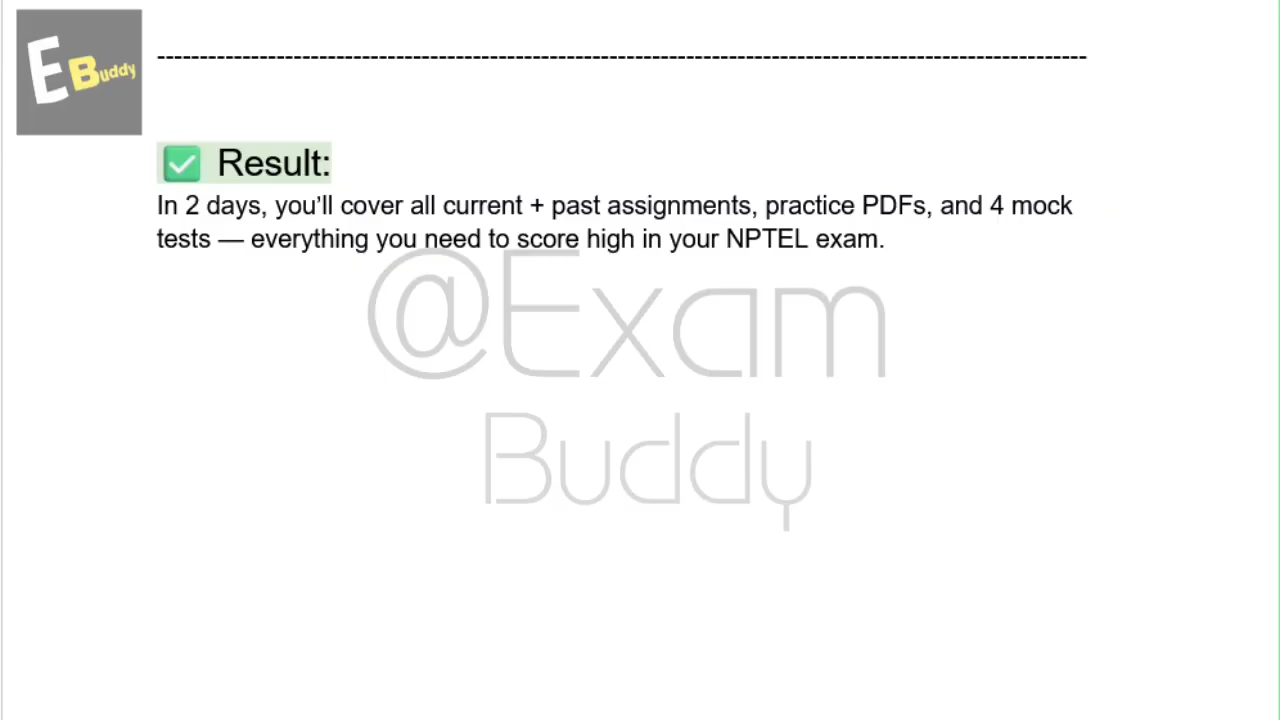 E Buddy
--------------------------------------------------------------------------------------------------------------
✅ Result:
In 2 days, you’ll cover all current + past assignments, practice PDFs, and 4 mock
tests — everything you need to score high in your NPTEL exam.
@Exam
Buddy